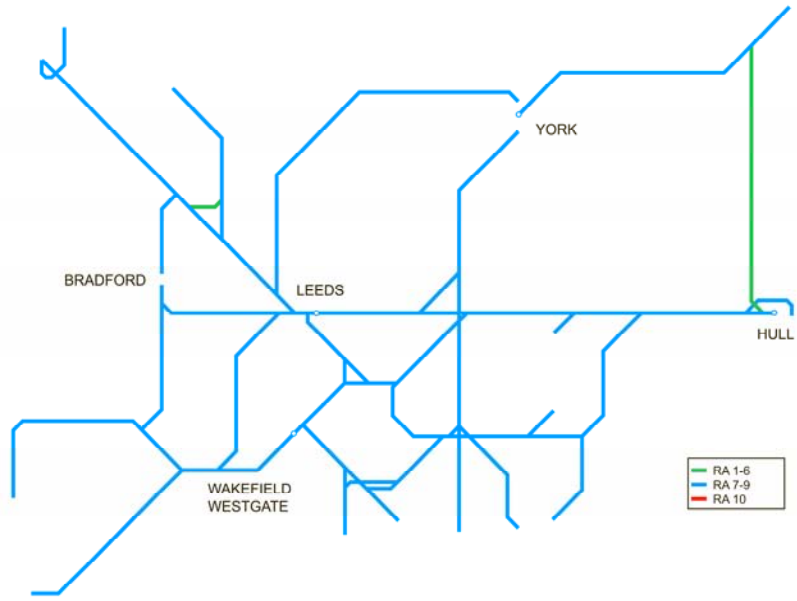 YORK
BRADFORD
LEEDS
HULL
WAKEFIELD
WESTGATE
RA 1-6
RA 7-9
RA 10